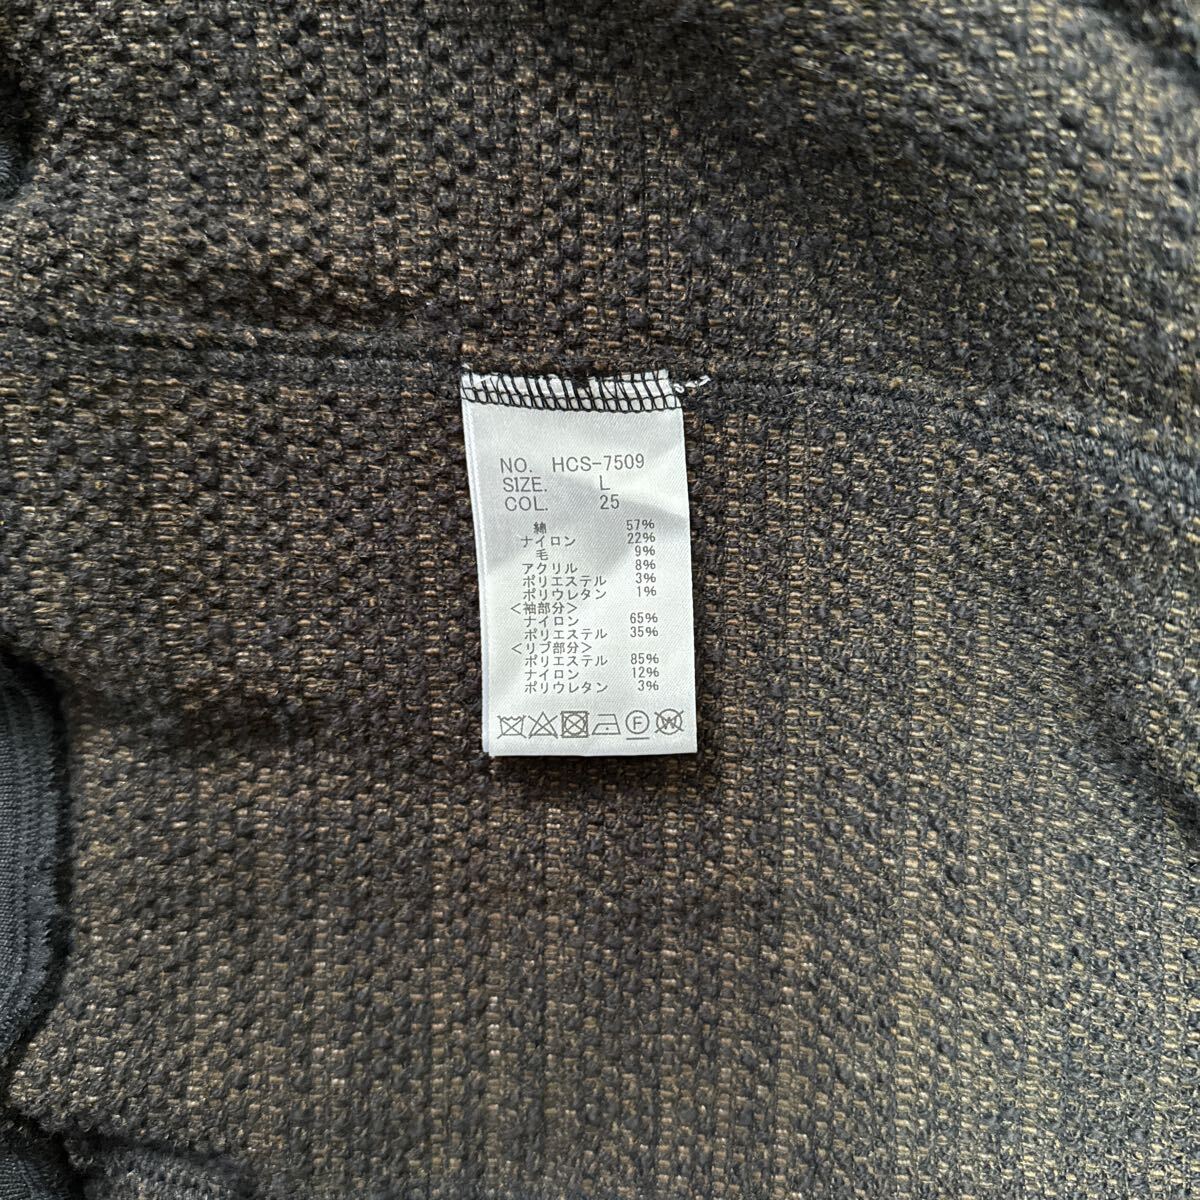 NO. HCS-7509
SIZE. L
COL. 25
綿 57%
ナイロン 22%
毛 9%
アクリル 8%
ポリエステル 3%
ポリウレタン 1%
<袖部分>
ナイロン 65%
ポリエステル 35%
<リブ部分>
ポリエステル 85%
ナイロン 12%
ポリウレタン 3%
F W